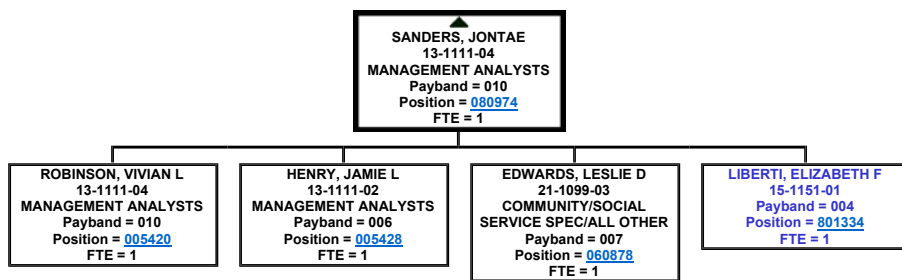 SANDERS, JONTAE
13-1111-04
MANAGEMENT ANALYSTS
Payband = 010
Position = 080974
FTE = 1
ROBINSON, VIVIAN L
13-1111-04
MANAGEMENT ANALYSTS
Payband = 010
Position = 005420
FTE = 1
HENRY, JAMIE L
13-1111-02
MANAGEMENT ANALYSTS
Payband = 006
Position = 005428
FTE = 1
EDWARDS, LESLIE D
21-1099-03
COMMUNITY/SOCIAL
SERVICE SPEC/ALL OTHER
Payband = 007
Position = 060878
FTE = 1
LIBERTI, ELIZABETH F
15-1151-01
Payband = 004
Position = 801334
FTE = 1